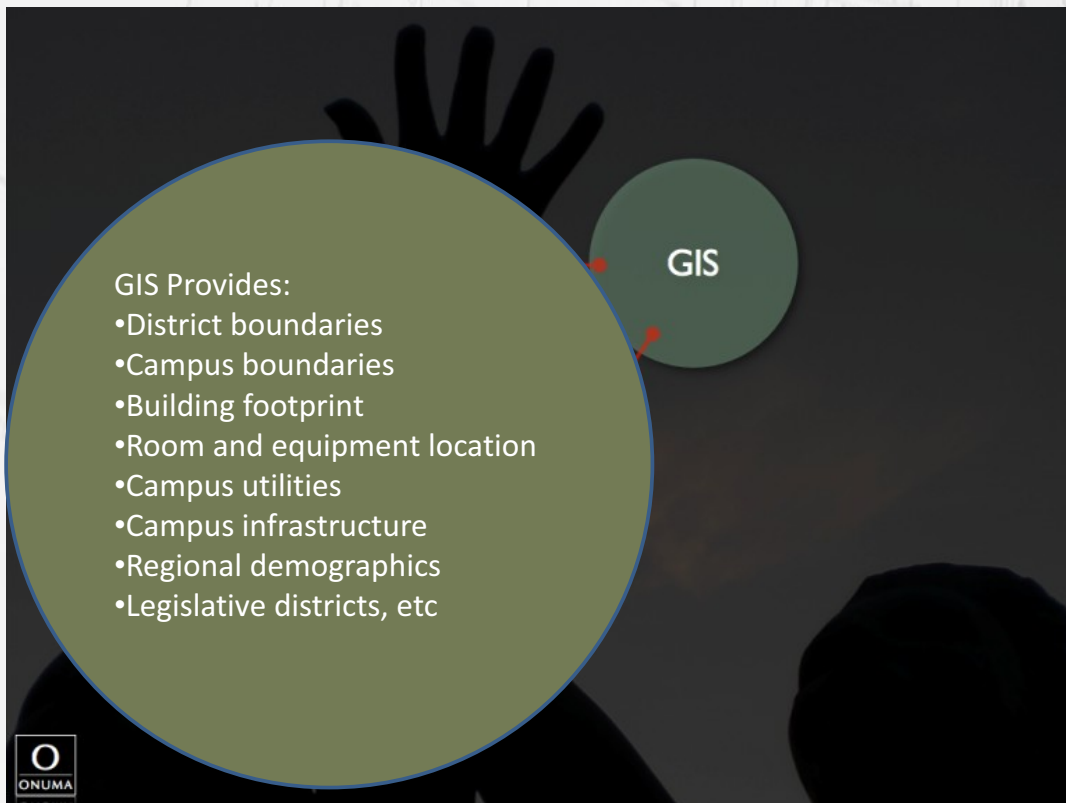 GIS Provides:
•District boundaries
•Campus boundaries
•Building footprint
•Room and equipment location
•Campus utilities
•Campus infrastructure
•Regional demographics
•Legislative districts, etc
GIS
O
ONUMA